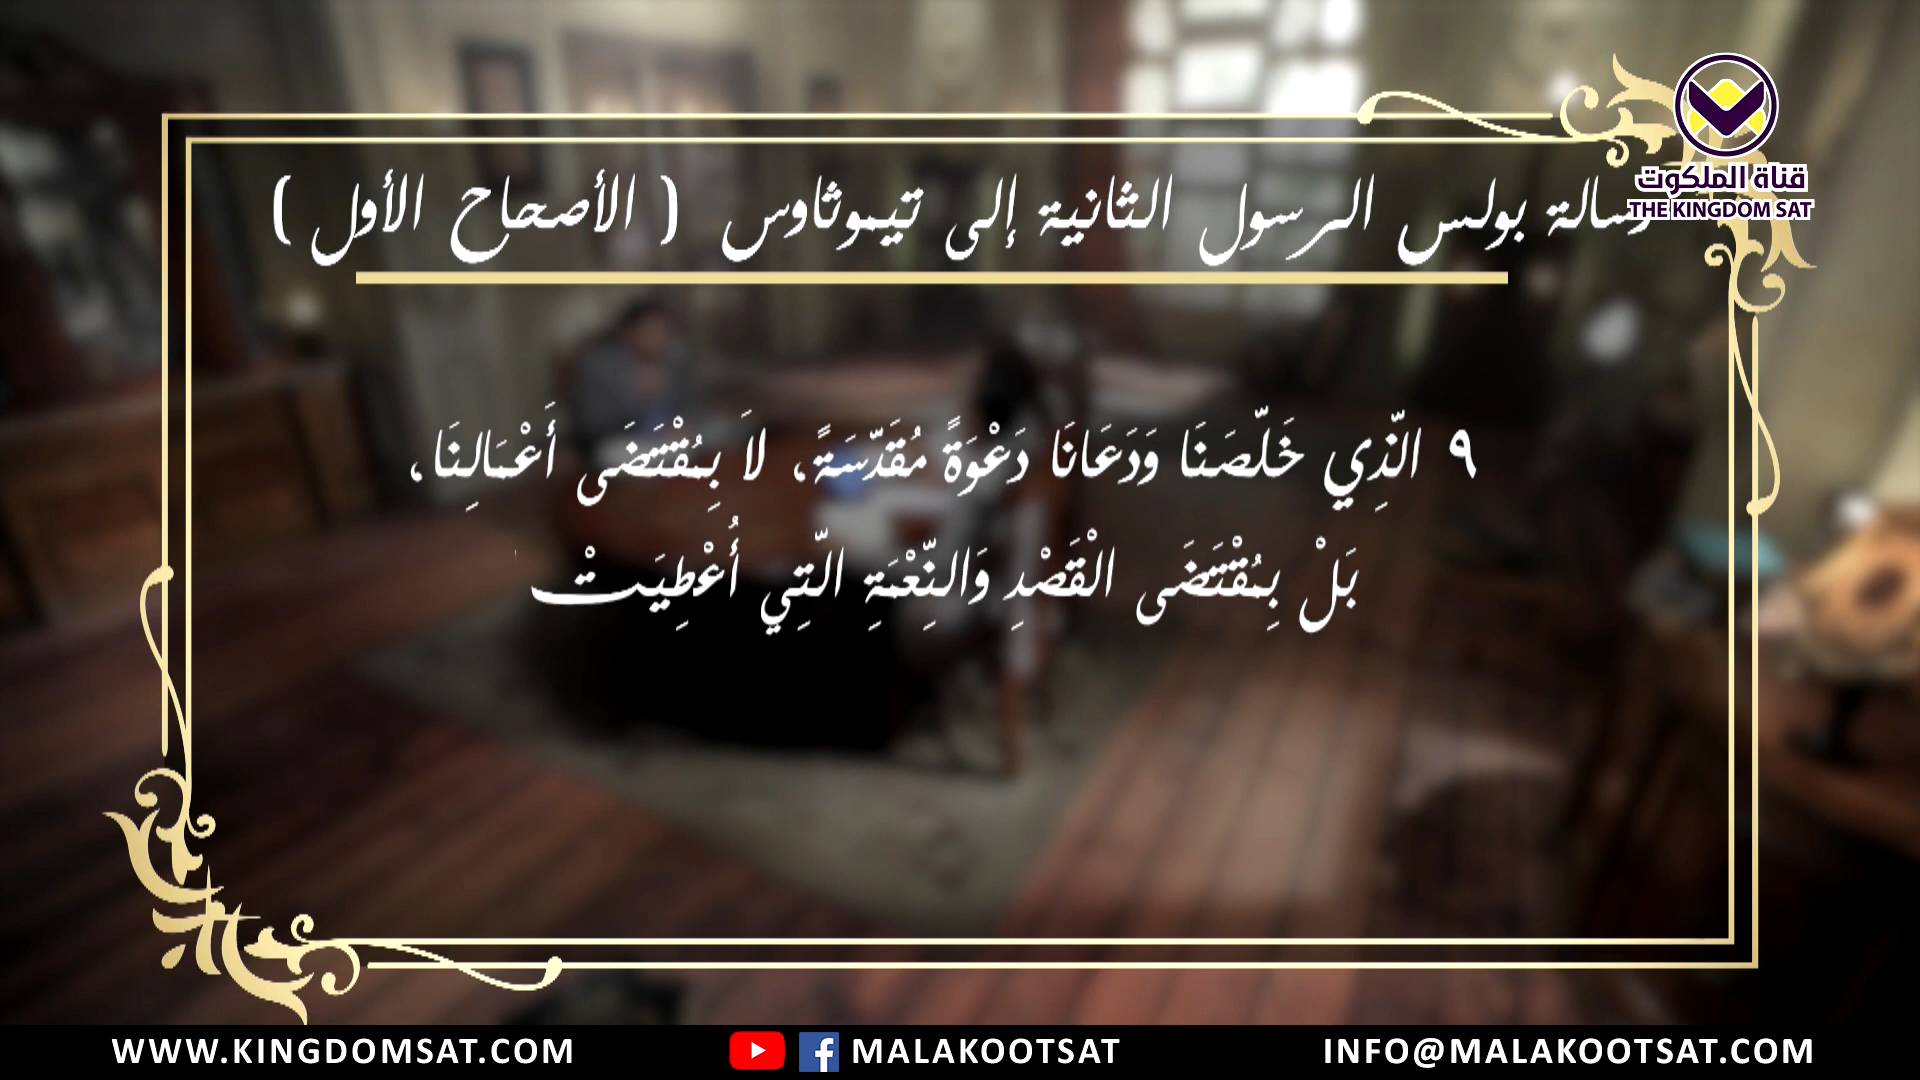 قناة الملكوت
THE KINGDOM SAT
رسالة بولس الرسول الثانية إلى تيموثاوس ( الأصحاح الأول )
٩ الَّذِي خَلَّصَنَا وَدَعَانَا دَعْوَةً مُقَدَّسَةً، لاَ بِمُقْتَضَى أَعْمَالِنَا،
بَلْ بِمُقْتَضَى الْقَصْدِ وَالنِّعْمَةِ الَّتِي أُعْطِيَتْ
WWW.KINGDOMSAT.COM
MALAKOOTSAT
INFO@MALAKOOTSAT.COM